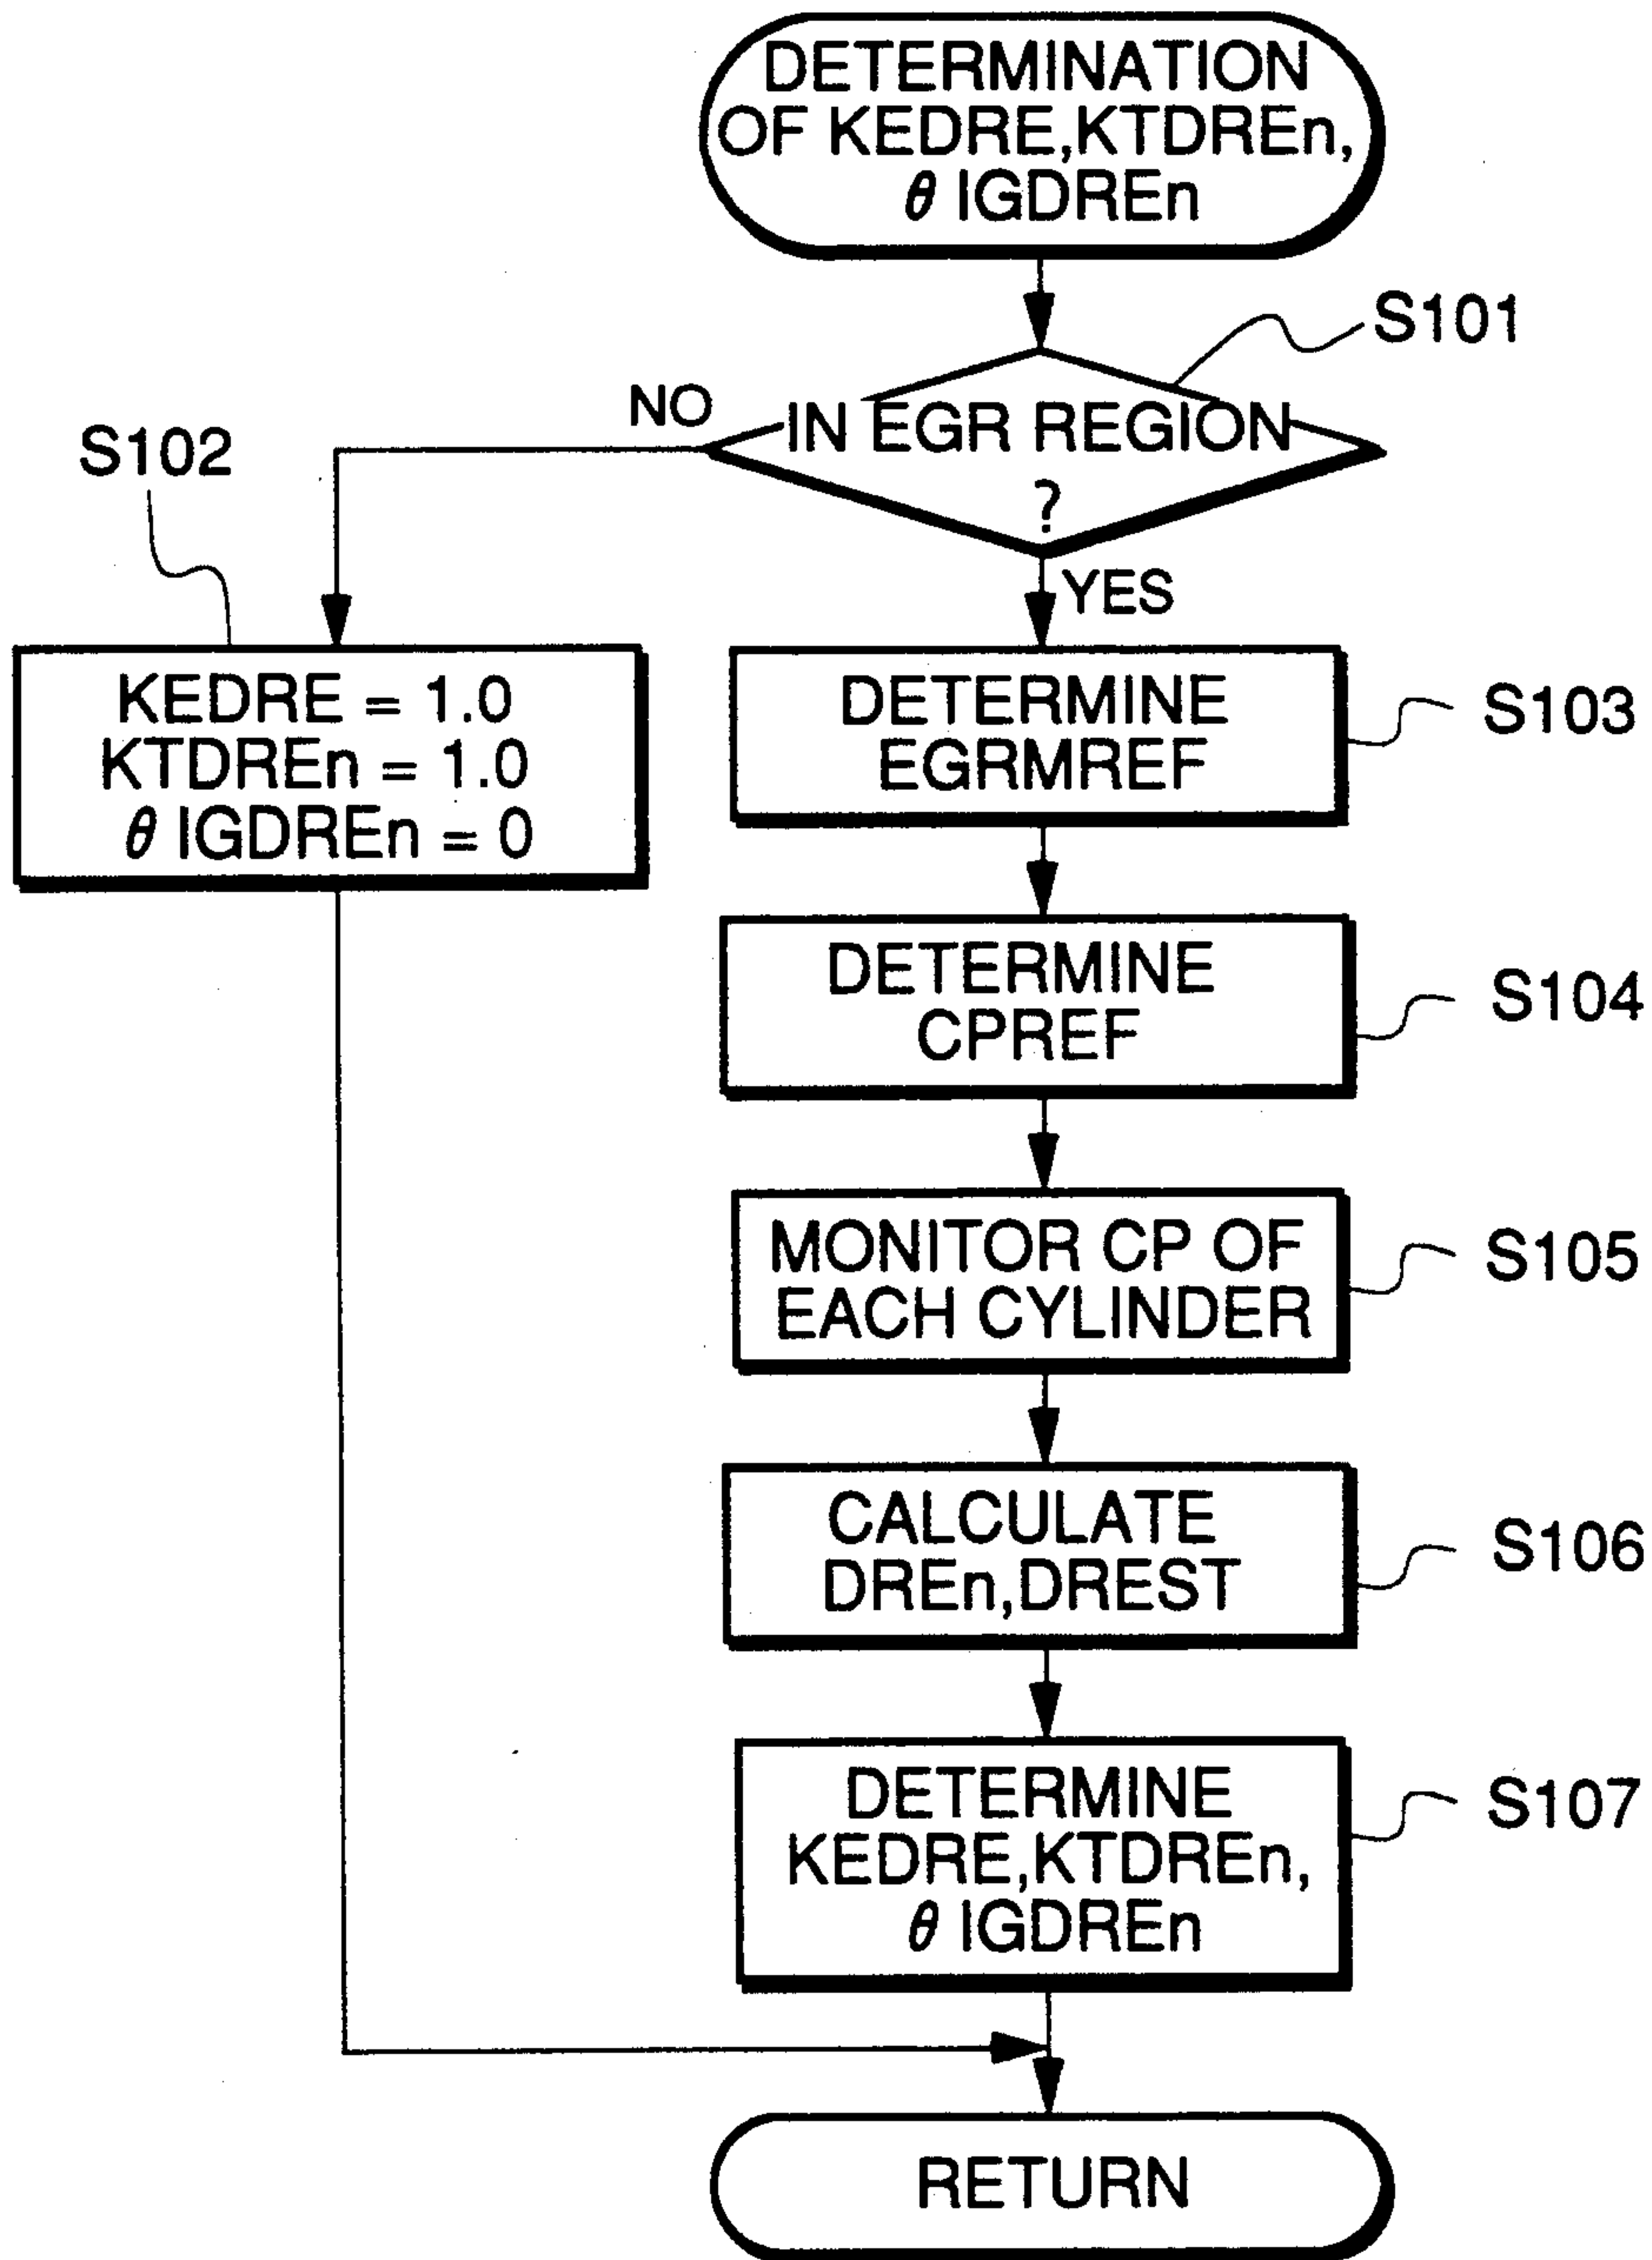 DETERMINATION
OF KEDRE,KTDREn,
θ IGDREn
S101
IN EGR REGION
?
NO
YES
S102
KEDRE = 1.0
KTDREn = 1.0
θ IGDREn = 0
DETERMINE
EGRMREF
S103
DETERMINE
CPREF
S104
MONITOR CP OF
EACH CYLINDER
S105
CALCULATE
DREn,DREST
S106
DETERMINE
KEDRE,KTDREn,
θ IGDREn
S107
RETURN